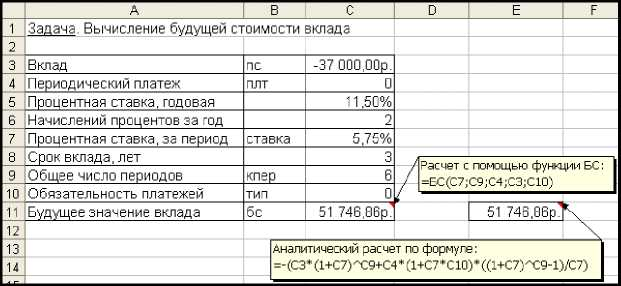 A B C D E F
1 Задача. Вычисление будущей стоимости вклада
2
3 Вклад пс -37 000,00р.
4 Периодический платеж плт 0
5 Процентная ставка, годовая 11,50%
6 Начислений процентов за год 2
7 Процентная ставка, за период ставка 5,75%
8 Срок вклада, лет 3
9 Общее число периодов кпер 6
10 Обязательность платежей тип 0
11 Будущее значение вклада бс 51 746,86р. 51 746,86р.
12
13
14
Расчет с помощью функции БС:
=БС(C7;C9;C4;C3;C10)
Аналитический расчет по формуле:
=-(C3*(1+C7)^C9+C4*(1+C7*C10)*((1+C7)^C9-1)/C7)